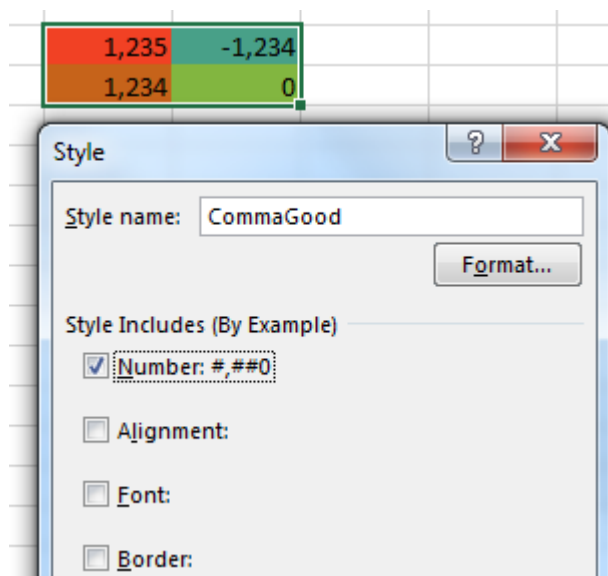 1,235 -1,234
1,234 0
Style
Style name: CommaGood
Format...
Style Includes (By Example)
Number: #,##0
Alignment:
Font:
Border: